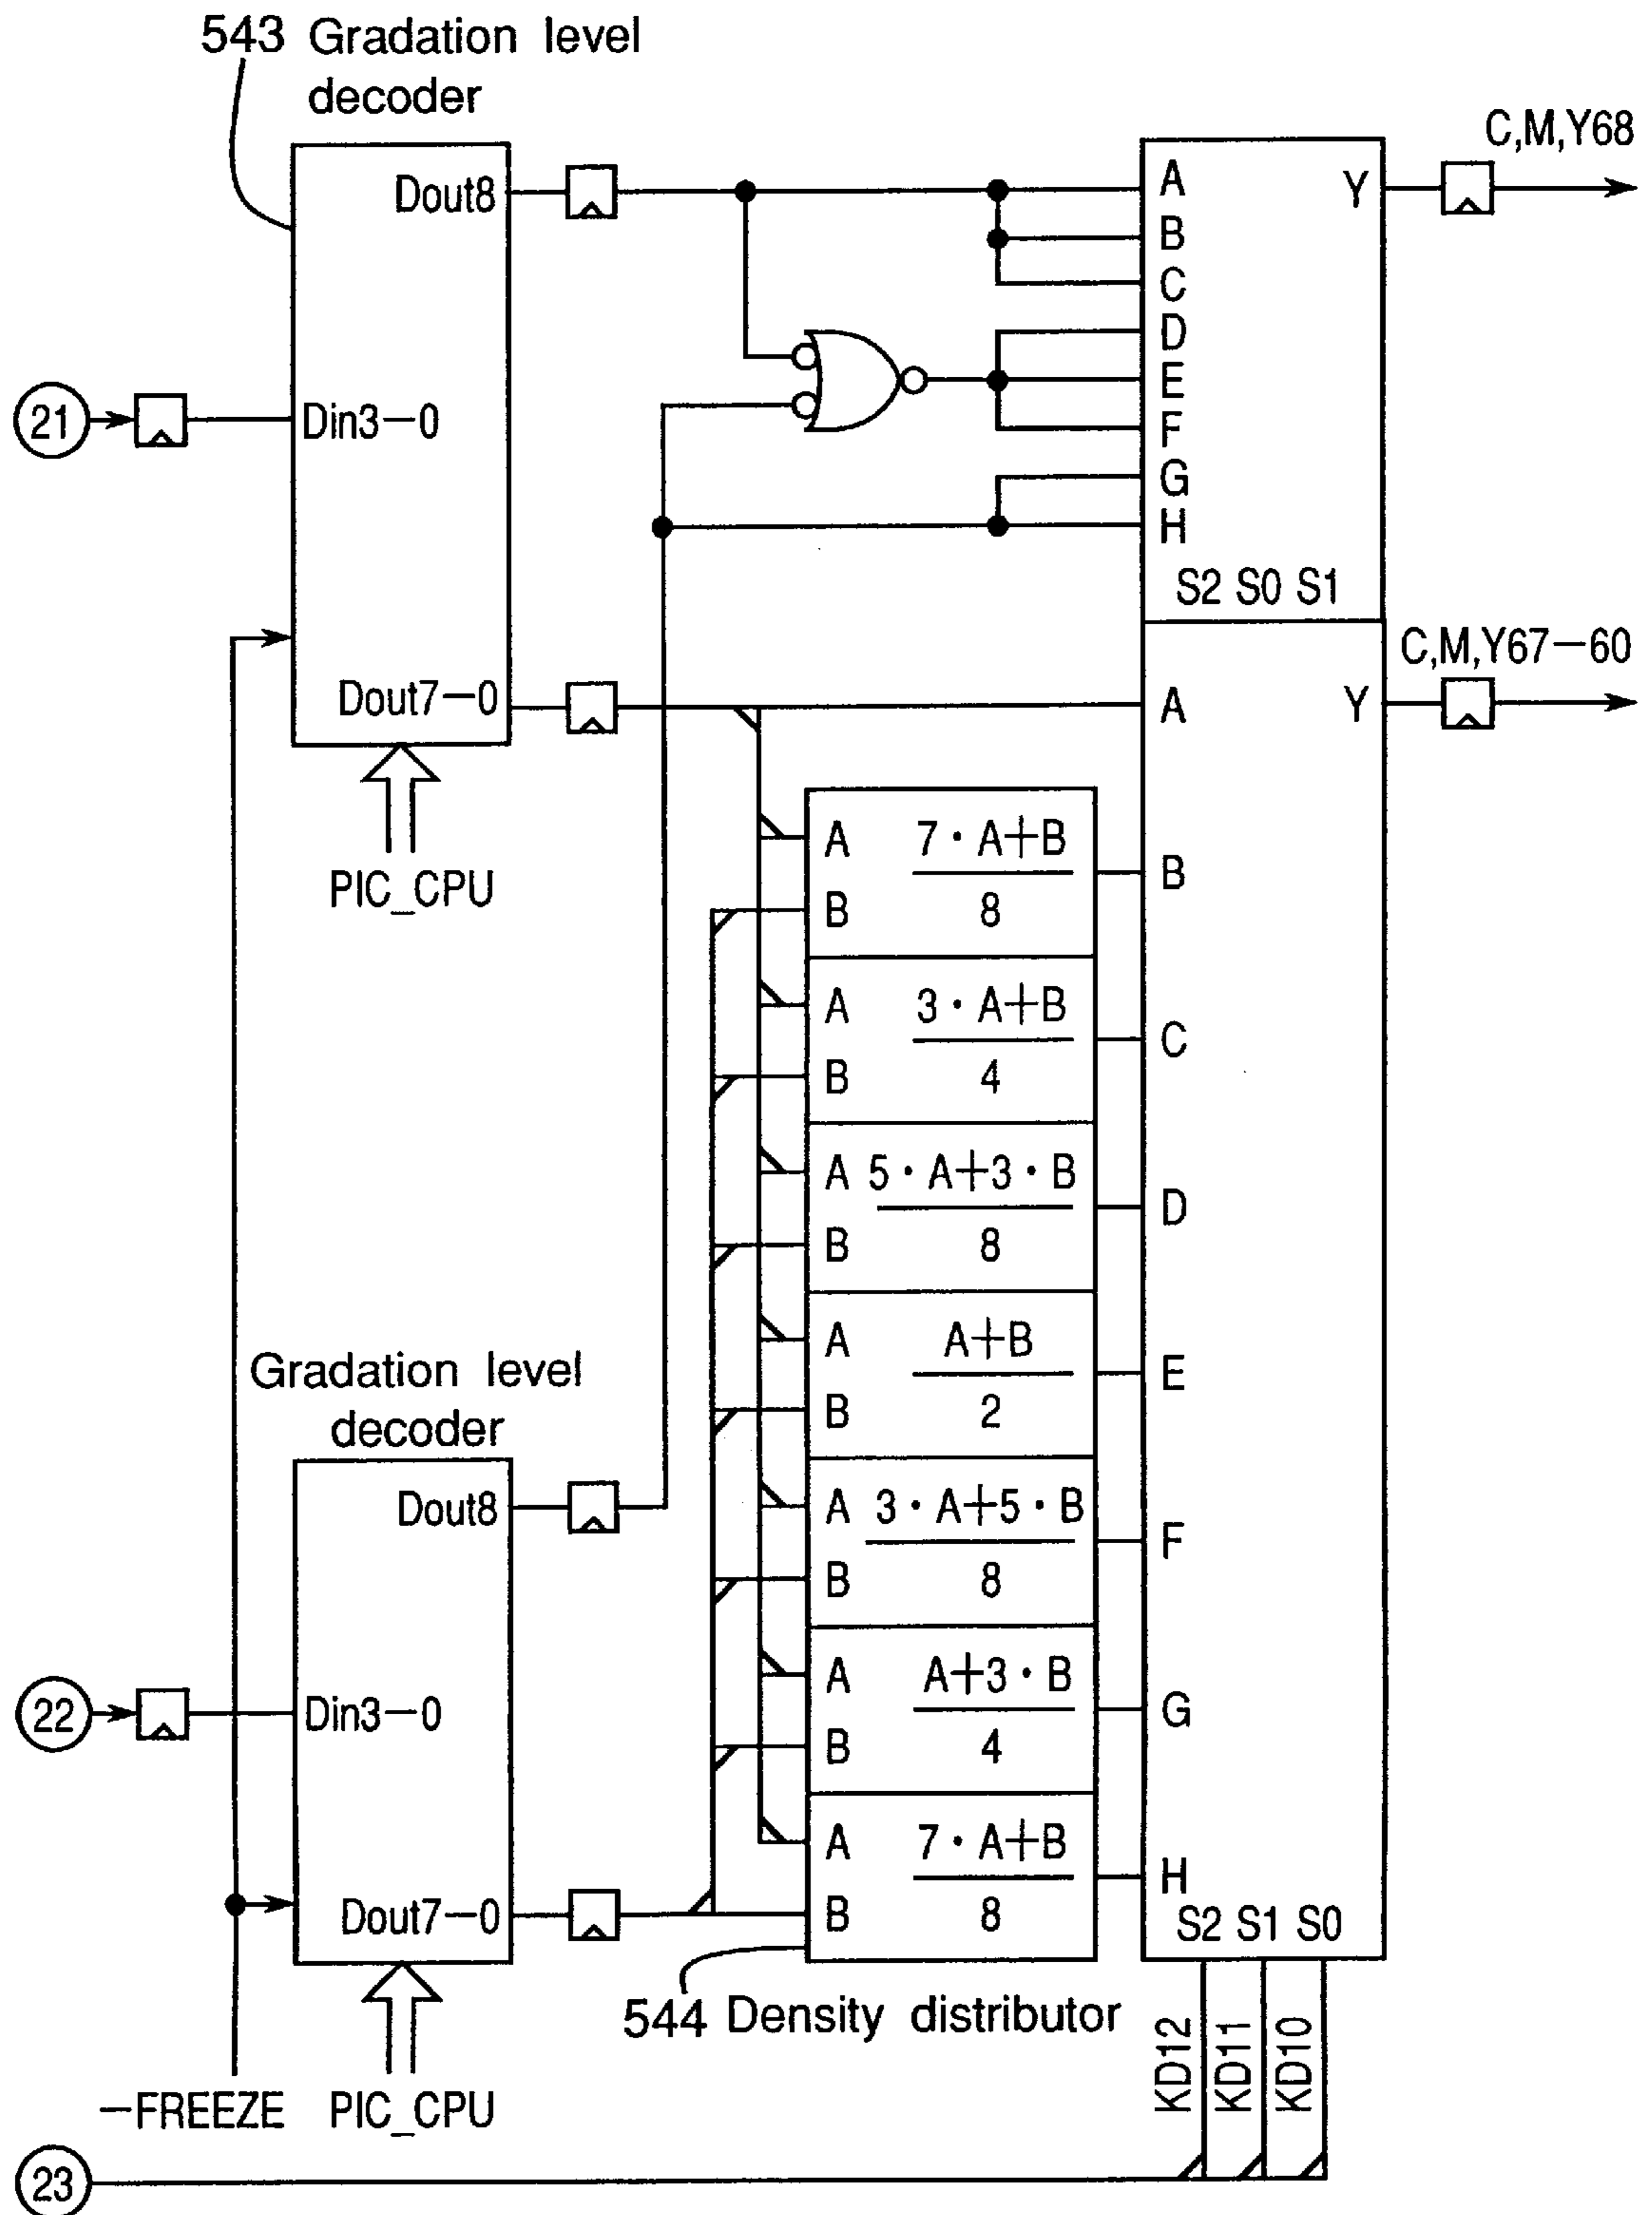 543 Gradation level
decoder
Dout8
Din3—0
Dout7—0
PIC_CPU
21
A
B
C
D
E
F
G
H
Y
S2 S0 S1
C,M,Y68
C,M,Y67—60
A
Y
A 7・A+B
B 8
B
A 3・A+B
B 4
C
A 5・A+3・B
B 8
D
A A+B
B 2
E
A 3・A+5・B
B 8
F
A A+3・B
B 4
G
A 7・A+B
B 8
H
S2 S1 S0
Gradation level
decoder
Dout8
22
Din3—0
Dout7—0
544 Density distributor
KD12
KD11
KD10
—FREEZE PIC_CPU
23